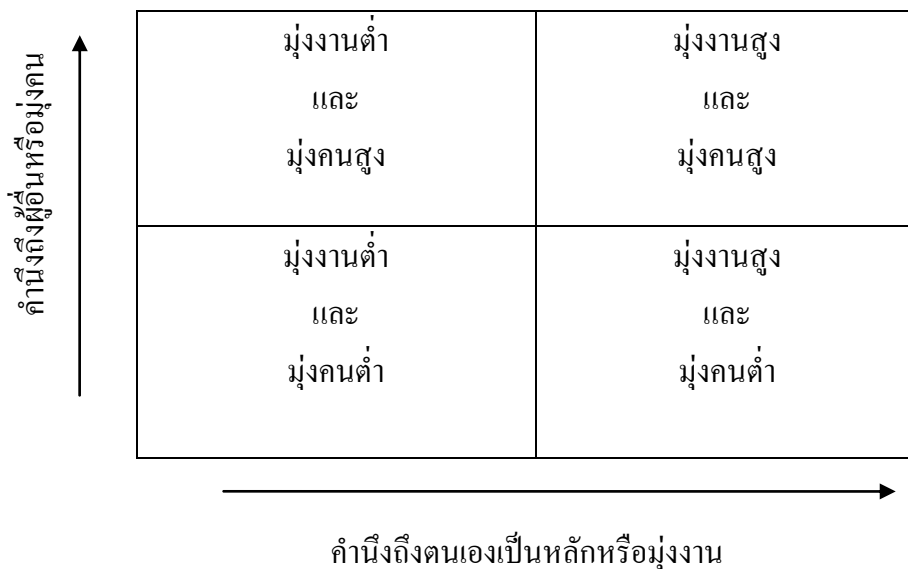 คำนึงถึงผู้อื่นหรือมุ่งคน
มุ่งงานต่ำ
และ
มุ่งคนสูง
มุ่งงานสูง
และ
มุ่งคนสูง
มุ่งงานต่ำ
และ
มุ่งคนต่ำ
มุ่งงานสูง
และ
มุ่งคนต่ำ
คำนึงถึงตนเองเป็นหลักหรือมุ่งงาน